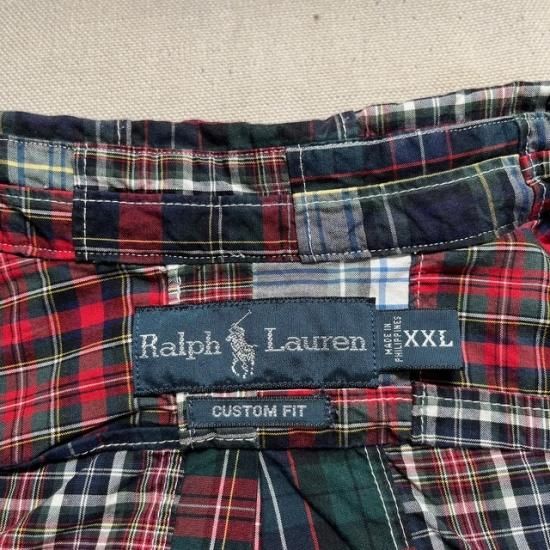 Ralph Lauren
MADE IN
PHILIPPINES
XXL
CUSTOM FIT